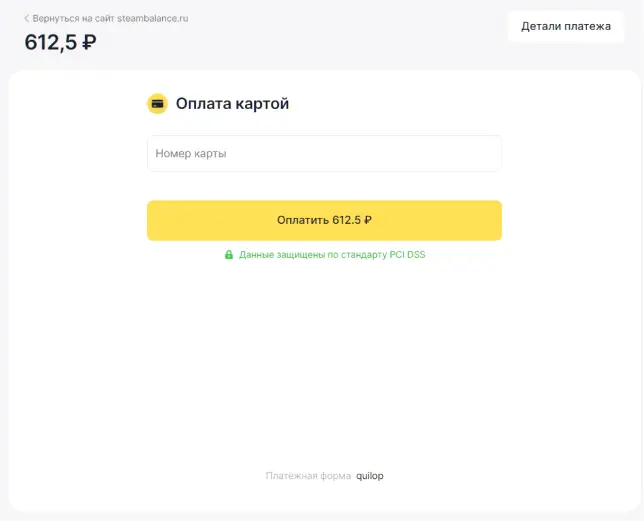 Вернуться на сайт steambalance.ru
612,5 ₽
Детали платежа
Оплата картой
Номер карты
Оплатить 612.5 ₽
Данные защищены по стандарту PCI DSS
Платежная форма quilop